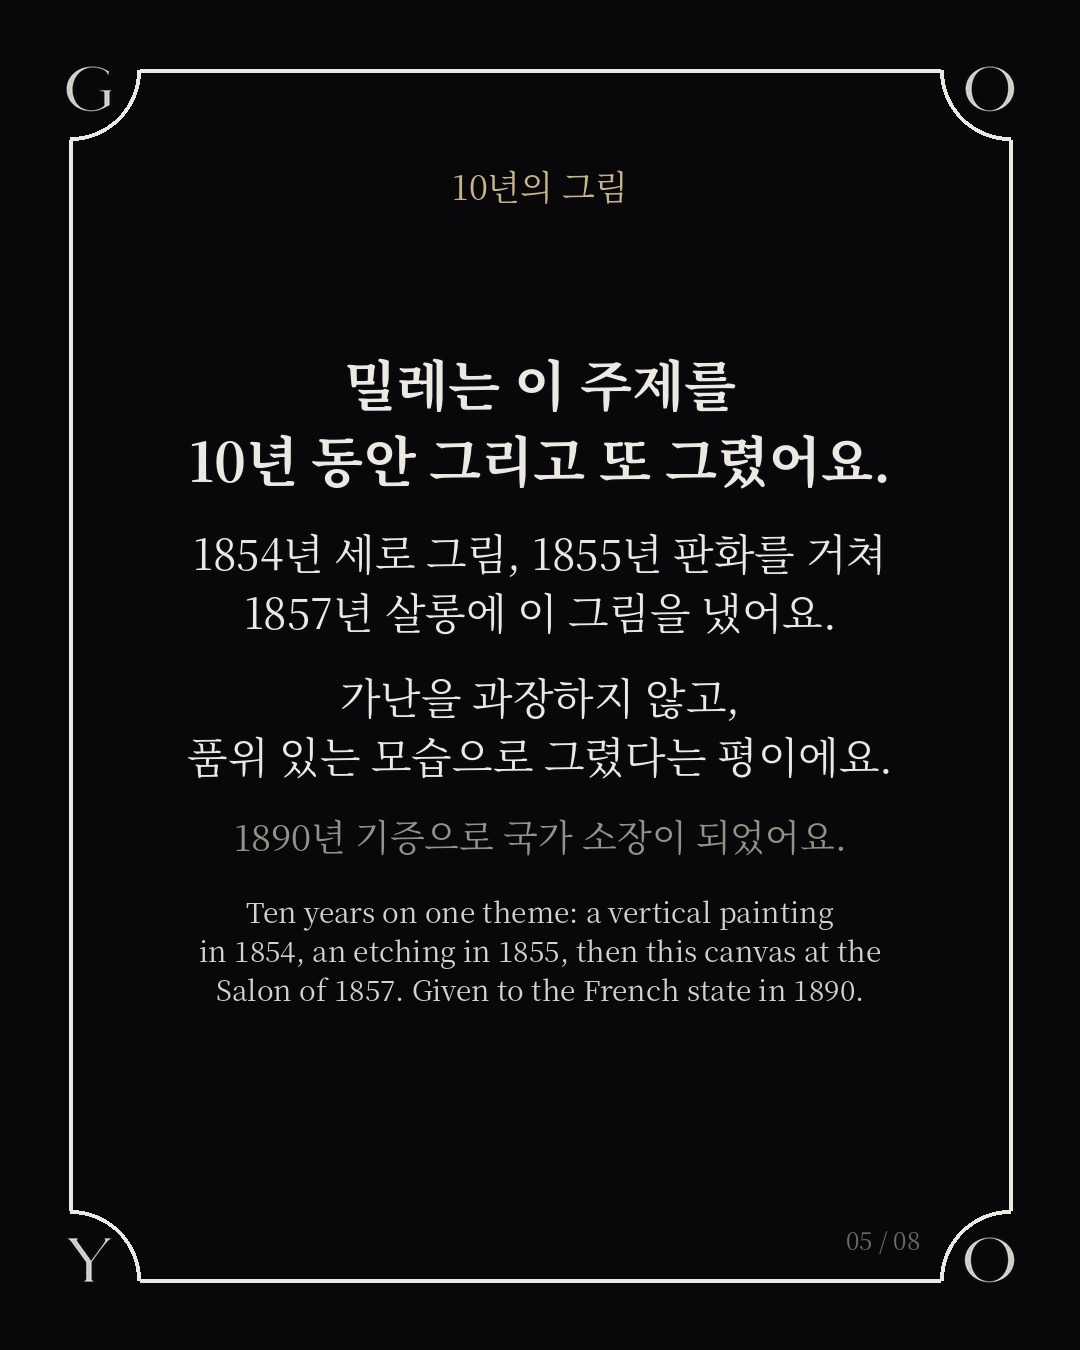 G O
10년의 그림
밀레는 이 주제를
10년 동안 그리고 또 그렸어요.
1854년 세로 그림, 1855년 판화를 거쳐
1857년 살롱에 이 그림을 냈어요.
가난을 과장하지 않고,
품위 있는 모습으로 그렸다는 평이에요.
1890년 기증으로 국가 소장이 되었어요.
Ten years on one theme: a vertical painting
in 1854, an etching in 1855, then this canvas at the
Salon of 1857. Given to the French state in 1890.
05 / 08
Y O